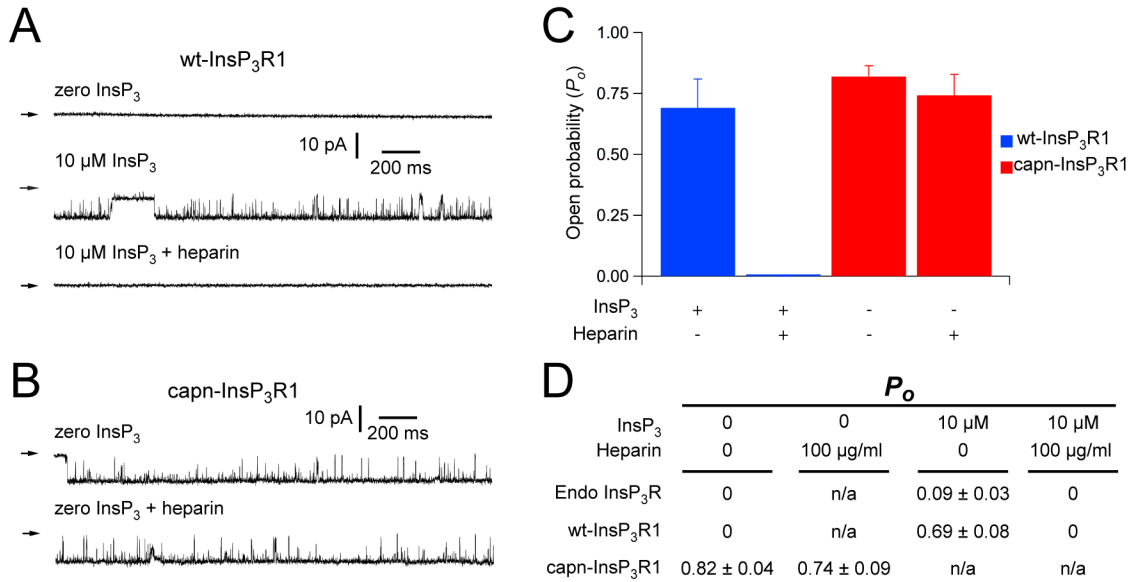 A
wt-InsP₃R1
zero InsP₃
10 pA
200 ms
10 µM InsP₃
10 µM InsP₃ + heparin
B
capn-InsP₃R1
10 pA
200 ms
zero InsP₃
zero InsP₃ + heparin
C
Open probability (Pₒ)
1.00
0.75
0.50
0.25
0.00
wt-InsP₃R1
capn-InsP₃R1
InsP₃ + + - -
Heparin - + - +
D
Pₒ
InsP₃ 0 0 10 µM 10 µM
Heparin 0 100 µg/ml 0 100 µg/ml
Endo InsP₃R 0 n/a 0.09 ± 0.03 0
wt-InsP₃R1 0 n/a 0.69 ± 0.08 0
capn-InsP₃R1 0.82 ± 0.04 0.74 ± 0.09 n/a n/a